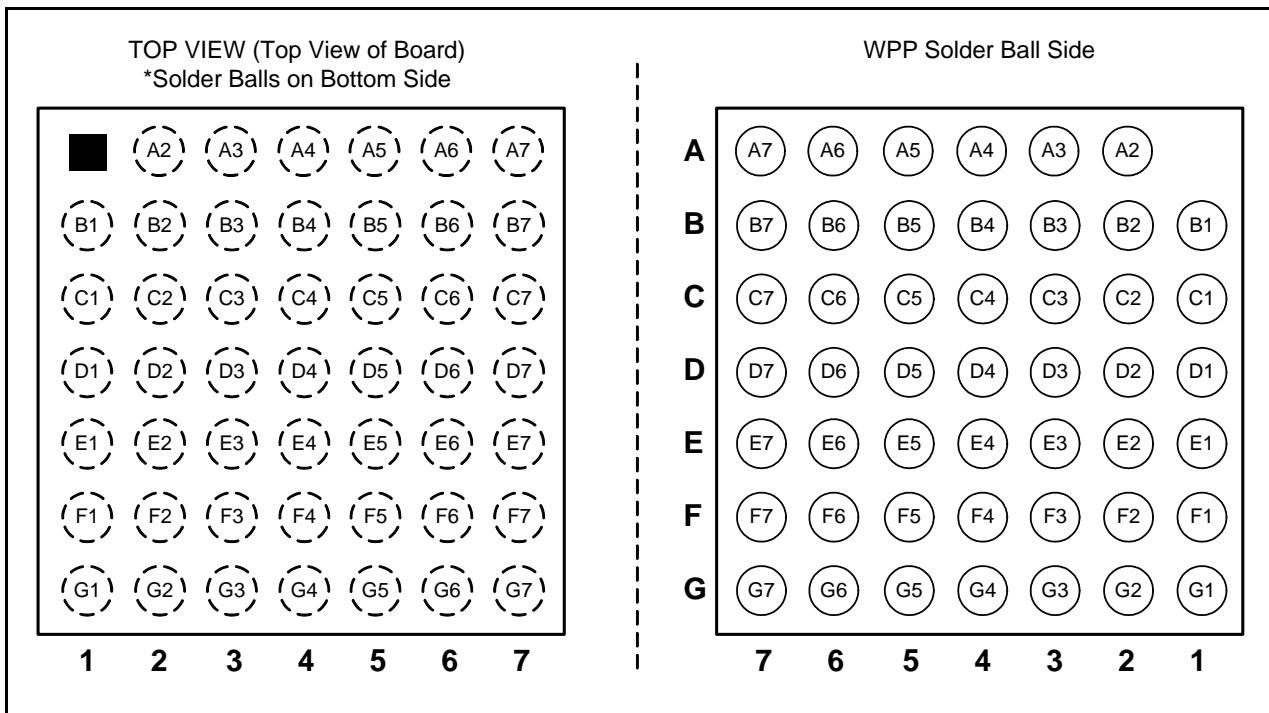 TOP VIEW (Top View of Board)
*Solder Balls on Bottom Side
A2 A3 A4 A5 A6 A7
B1 B2 B3 B4 B5 B6 B7
C1 C2 C3 C4 C5 C6 C7
D1 D2 D3 D4 D5 D6 D7
E1 E2 E3 E4 E5 E6 E7
F1 F2 F3 F4 F5 F6 F7
G1 G2 G3 G4 G5 G6 G7
1 2 3 4 5 6 7
WPP Solder Ball Side
A A7 A6 A5 A4 A3 A2
B B7 B6 B5 B4 B3 B2 B1
C C7 C6 C5 C4 C3 C2 C1
D D7 D6 D5 D4 D3 D2 D1
E E7 E6 E5 E4 E3 E2 E1
F F7 F6 F5 F4 F3 F2 F1
G G7 G6 G5 G4 G3 G2 G1
7 6 5 4 3 2 1